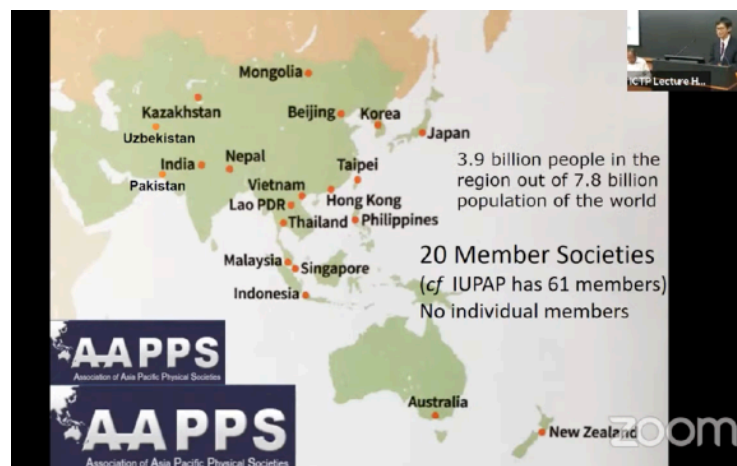 ICTP Lecture H...
Mongolia
Kazakhstan
Beijing
Korea
Uzbekistan
Japan
India
Nepal
Taipei
Pakistan
Vietnam
Hong Kong
Lao PDR
Thailand
Philippines
3.9 billion people in the
region out of 7.8 billion
population of the world
Malaysia
Singapore
Indonesia
20 Member Societies
(cf IUPAP has 61 members)
No individual members
AAPPS
Association of Asia Pacific Physical Societies
AAPPS
Association of Asia Pacific Physical Societies
Australia
New Zealand
zoom